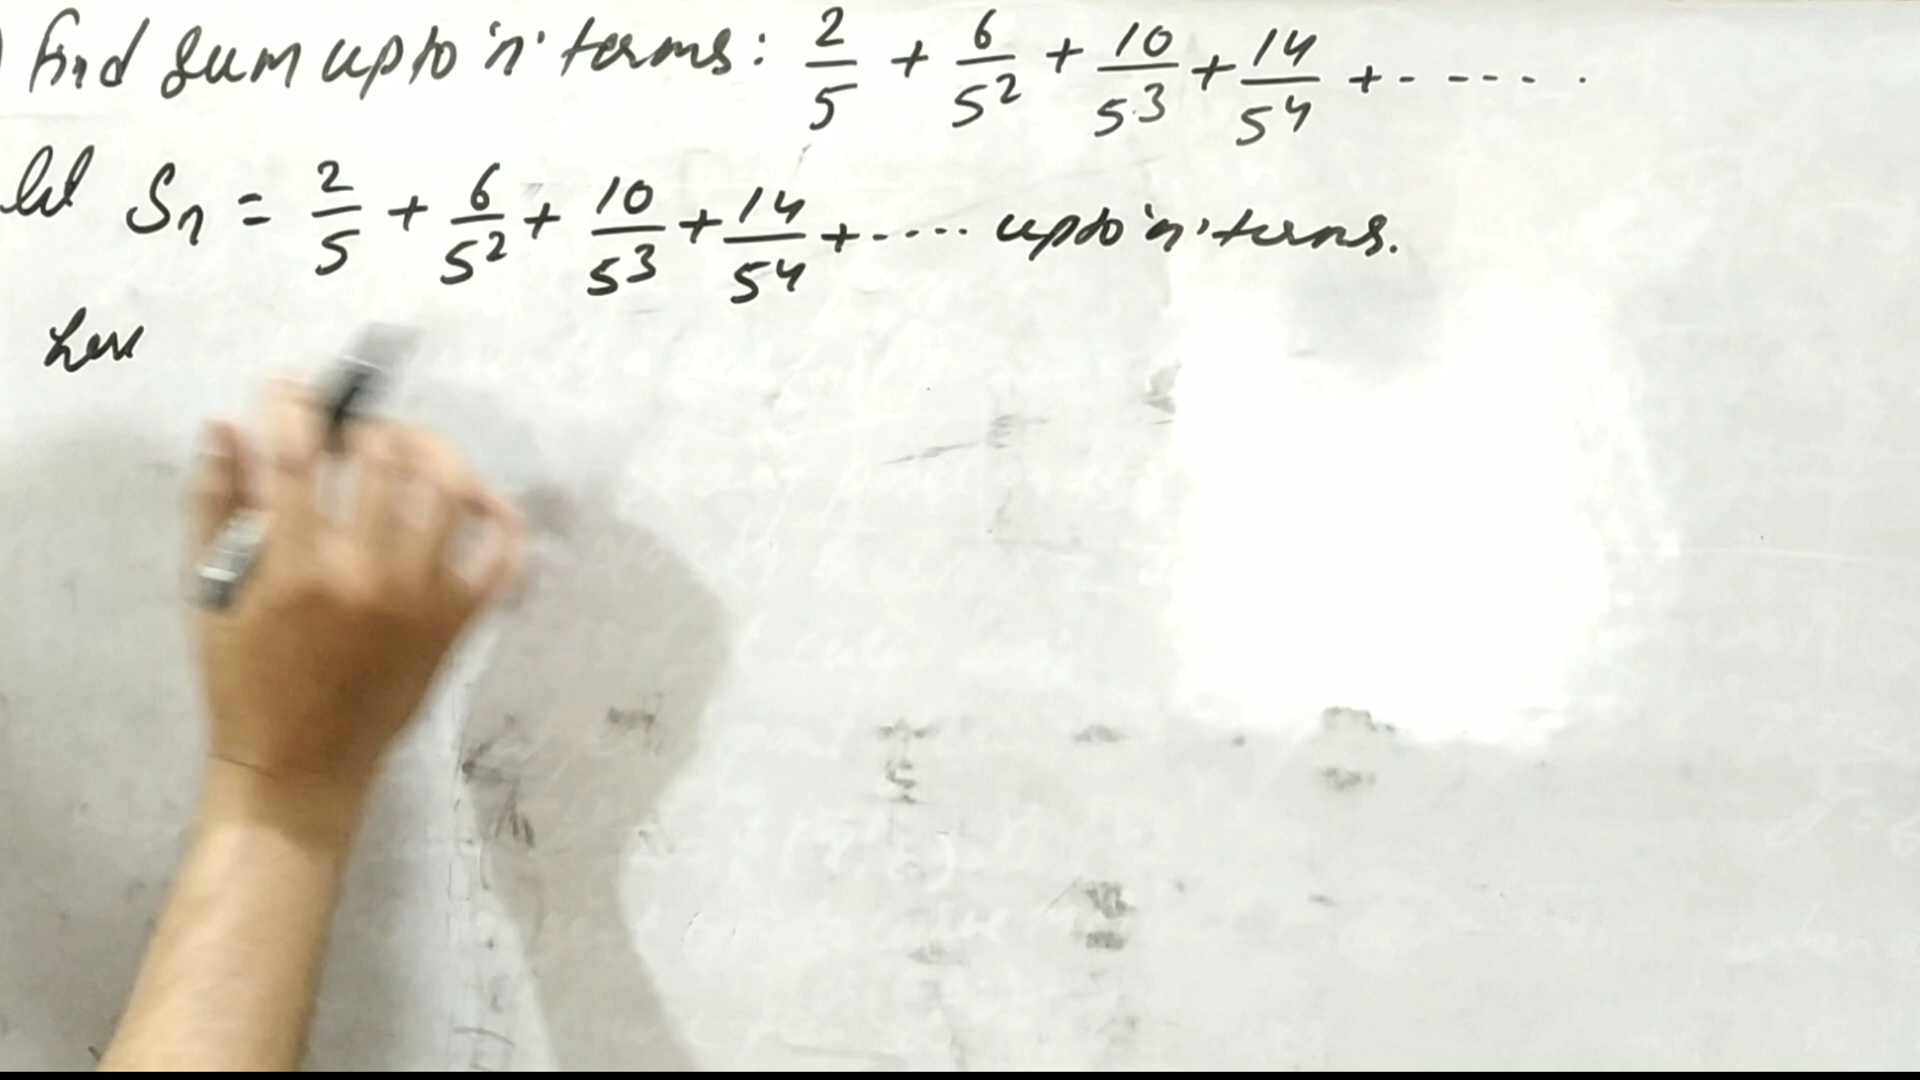 ) find sum upto 'n' terms: 2/5 + 6/5² + 10/5³ + 14/5⁴ + - - - - .
let Sn = 2/5 + 6/5² + 10/5³ + 14/5⁴ + - . . . . upto 'n' terms.
here